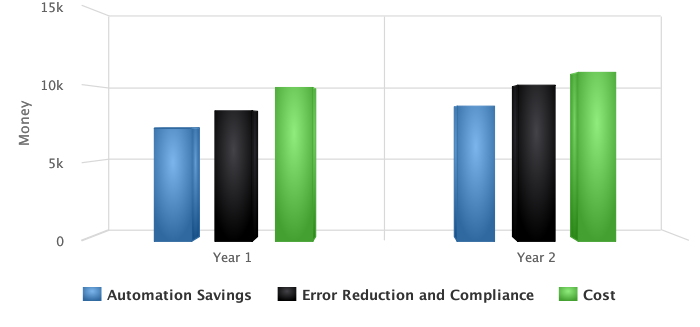 15k
10k
5k
0
Money
Year 1
Year 2
Automation Savings
Error Reduction and Compliance
Cost